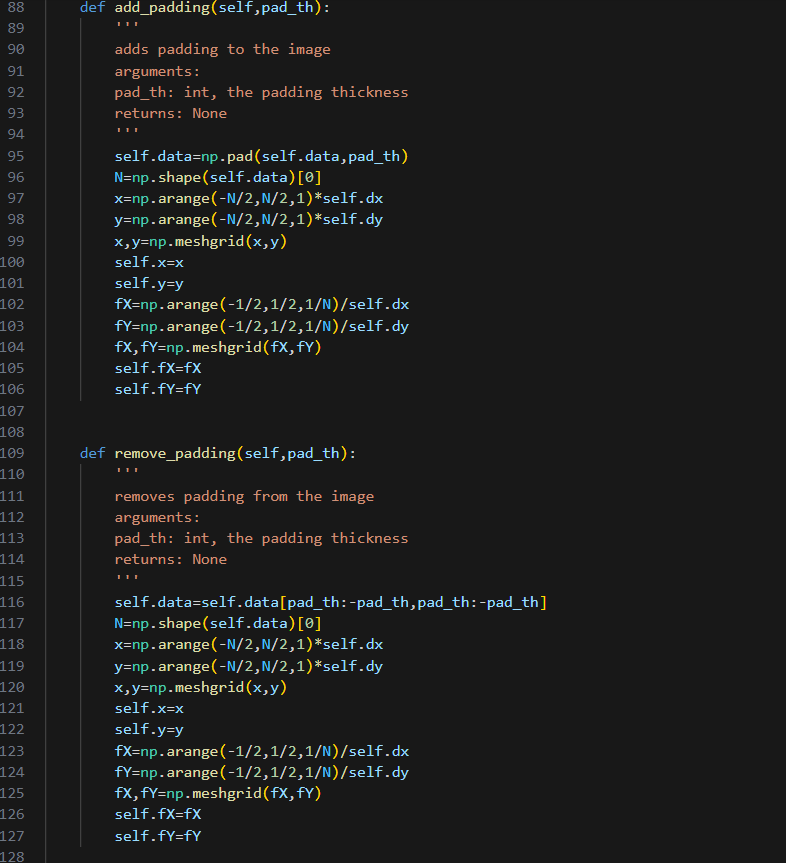 88 def add_padding(self,pad_th):
89 '''
90 adds padding to the image
91 arguments:
92 pad_th: int, the padding thickness
93 returns: None
94 '''
95 self.data=np.pad(self.data,pad_th)
96 N=np.shape(self.data)[0]
97 x=np.arange(-N/2,N/2,1)*self.dx
98 y=np.arange(-N/2,N/2,1)*self.dy
99 x,y=np.meshgrid(x,y)
100 self.x=x
101 self.y=y
102 fX=np.arange(-1/2,1/2,1/N)/self.dx
103 fY=np.arange(-1/2,1/2,1/N)/self.dy
104 fX,fY=np.meshgrid(fX,fY)
105 self.fX=fX
106 self.fY=fY
107
108
109 def remove_padding(self,pad_th):
110 '''
111 removes padding from the image
112 arguments:
113 pad_th: int, the padding thickness
114 returns: None
115 '''
116 self.data=self.data[pad_th:-pad_th,pad_th:-pad_th]
117 N=np.shape(self.data)[0]
118 x=np.arange(-N/2,N/2,1)*self.dx
119 y=np.arange(-N/2,N/2,1)*self.dy
120 x,y=np.meshgrid(x,y)
121 self.x=x
122 self.y=y
123 fX=np.arange(-1/2,1/2,1/N)/self.dx
124 fY=np.arange(-1/2,1/2,1/N)/self.dy
125 fX,fY=np.meshgrid(fX,fY)
126 self.fX=fX
127 self.fY=fY
128